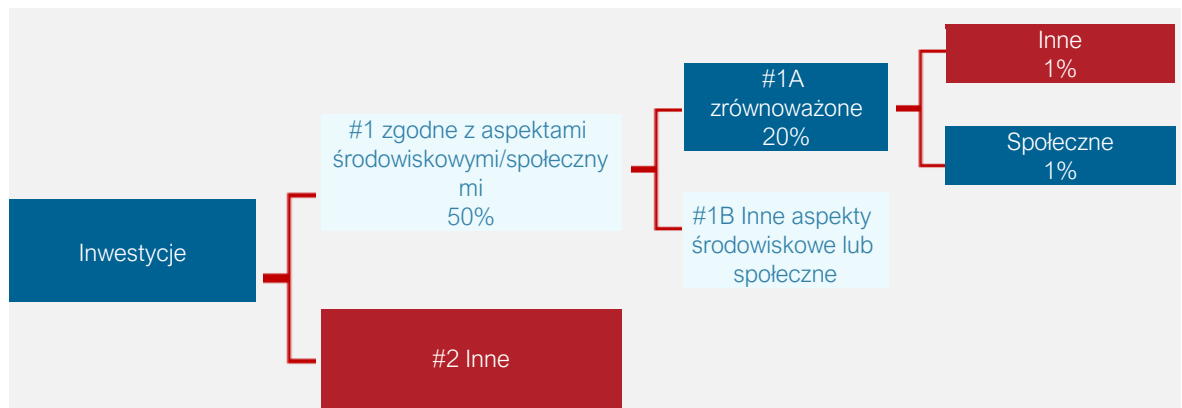 Inwestycje
#1 zgodne z aspektami
środowiskowymi/społeczny
mi
50%
#2 Inne
#1A
zrównoważone
20%
#1B Inne aspekty
środowiskowe lub
społeczne
Inne
1%
Społeczne
1%